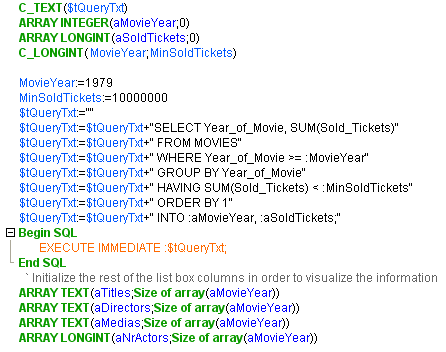 C_TEXT($tQueryTxt)
ARRAY INTEGER(aMovieYear;0)
ARRAY LONGINT(aSoldTickets;0)
C_LONGINT( MovieYear;MinSoldTickets)
MovieYear:=1979
MinSoldTickets:=10000000
$tQueryTxt:=""
$tQueryTxt:=$tQueryTxt+"SELECT Year_of_Movie, SUM(Sold_Tickets)"
$tQueryTxt:=$tQueryTxt+" FROM MOVIES"
$tQueryTxt:=$tQueryTxt+" WHERE Year_of_Movie >= :MovieYear"
$tQueryTxt:=$tQueryTxt+" GROUP BY Year_of_Movie"
$tQueryTxt:=$tQueryTxt+" HAVING SUM(Sold_Tickets) < :MinSoldTickets"
$tQueryTxt:=$tQueryTxt+" ORDER BY 1"
$tQueryTxt:=$tQueryTxt+" INTO :aMovieYear, :aSoldTickets;"
Begin SQL
EXECUTE IMMEDIATE :$tQueryTxt;
End SQL
` Initialize the rest of the list box columns in order to visualize the information
ARRAY TEXT(aTitles;Size of array(aMovieYear))
ARRAY TEXT(aDirectors;Size of array(aMovieYear))
ARRAY TEXT(aMedias;Size of array(aMovieYear))
ARRAY LONGINT(aNrActors;Size of array(aMovieYear))